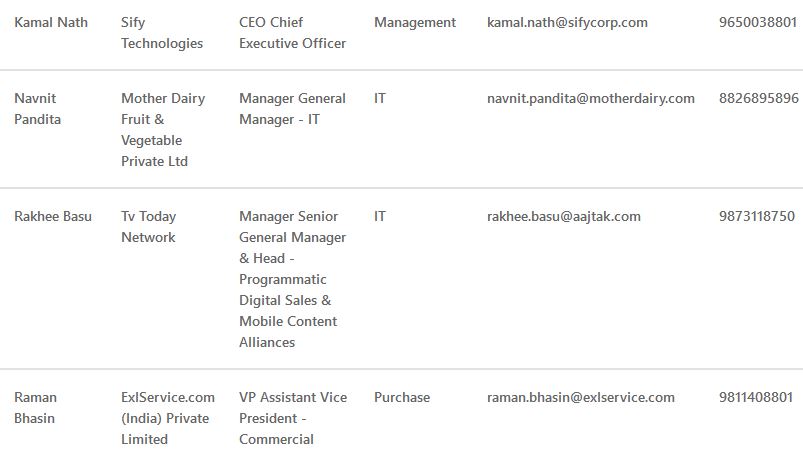 Kamal Nath Sify CEO Chief Management kamal.nath@sifycorp.com 9650038801
Technologies Executive Officer
Navnit Mother Dairy Manager General IT navnit.pandita@motherdairy.com 8826895896
Pandita Fruit & Manager - IT
Vegetable
Private Ltd
Rakhee Basu Tv Today Manager Senior IT rakhee.basu@aajtak.com 9873118750
Network General Manager
& Head -
Programmatic
Digital Sales &
Mobile Content
Alliances
Raman ExlService.com VP Assistant Vice Purchase raman.bhasin@exlservice.com 9811408801
Bhasin (India) Private President -
Limited Commercial